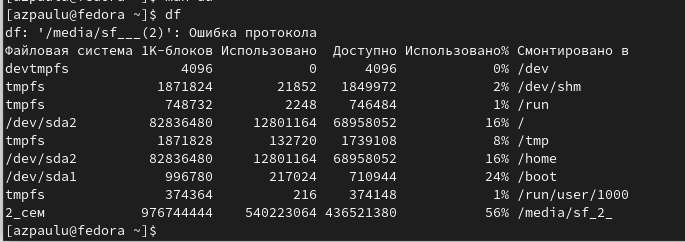 [azpaulu@fedora ~]$ df
df: '/media/sf___(2)': Ошибка протокола
Файловая система 1K-блоков Использовано  Доступно Использовано% Смонтировано в
devtmpfs              4096            0      4096            0% /dev
tmpfs              1871824        21852   1849972            2% /dev/shm
tmpfs               748732         2248    746484            1% /run
/dev/sda2         82836480     12801164  68958052           16% /
tmpfs              1871828       132720   1739108            8% /tmp
/dev/sda2         82836480     12801164  68958052           16% /home
/dev/sda1           996780       217024    710944           24% /boot
tmpfs               374364          216    374148            1% /run/user/1000
2_сем            976744444    540223064 436521380           56% /media/sf_2_
[azpaulu@fedora ~]$